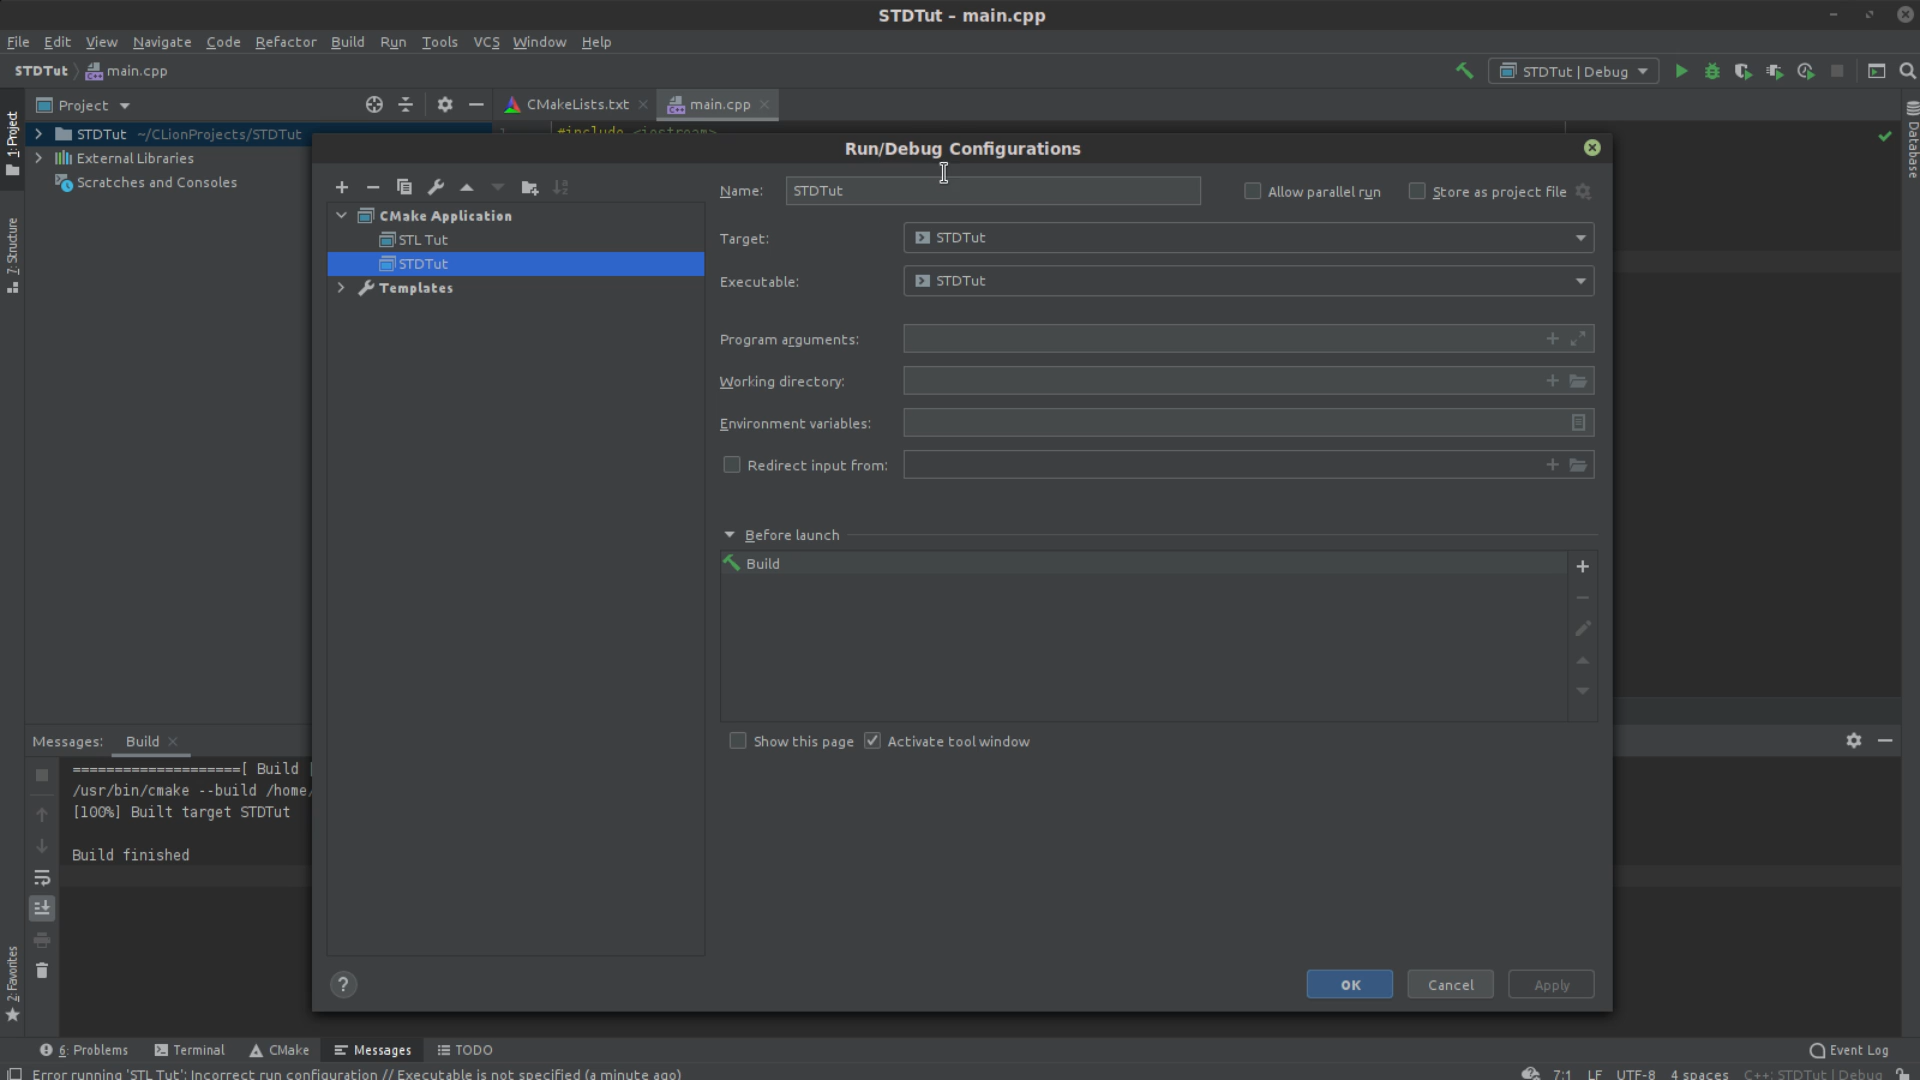 STDTut – main.cpp
File Edit View Navigate Code Refactor Build Run Tools VCS Window Help
STDTut main.cpp
STDTut | Debug
Project
CMakeLists.txt
main.cpp
1: Project
Database
STDTut ~/CLionProjects/STDTut
1 #include <iostream>
External Libraries
Scratches and Consoles
7: Structure
Run/Debug Configurations
CMake Application
STL Tut
STDTut
Templates
Name: STDTut
Allow parallel run
Store as project file
Target: STDTut
Executable: STDTut
Program arguments:
Working directory:
Environment variables:
Redirect input from:
Before launch
Build
Show this page
Activate tool window
? OK Cancel Apply
Messages: Build
====================[ Build |
/usr/bin/cmake --build /home/
[100%] Built target STDTut
Build finished
2: Favorites
6: Problems Terminal CMake Messages TODO Event Log
Error running 'STL Tut': Incorrect run configuration // Executable is not specified (a minute ago)
7:1 LF UTF-8 4 spaces C++: STDTut | Debug